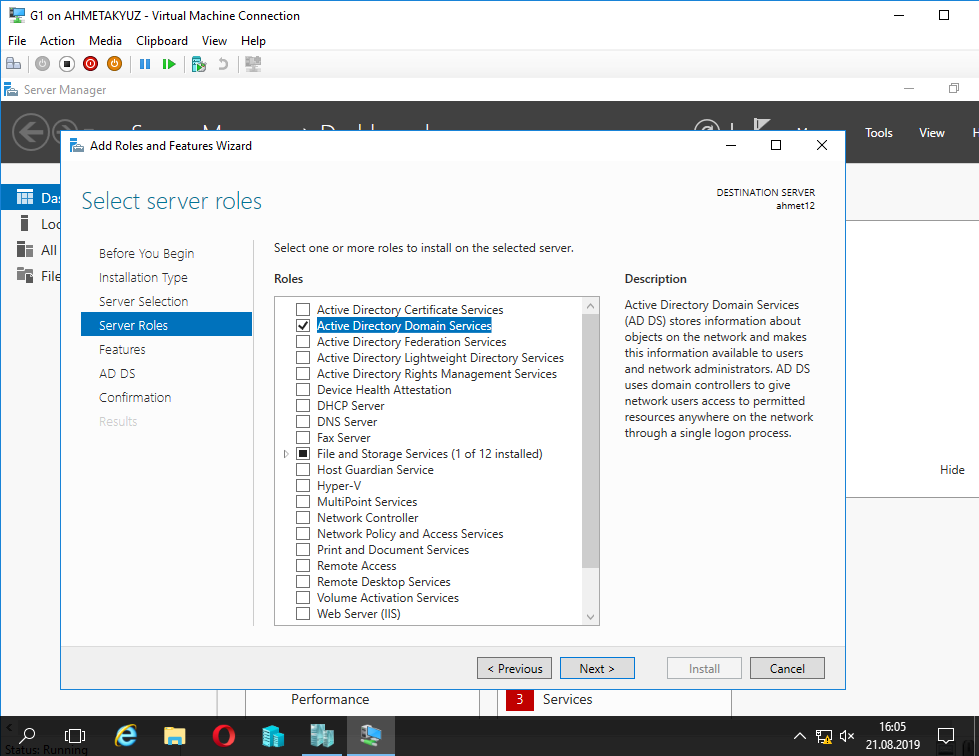 G1 on AHMETAKYUZ - Virtual Machine Connection
File Action Media Clipboard View Help
Server Manager
Tools View
Add Roles and Features Wizard
Select server roles
DESTINATION SERVER
ahmet12
Before You Begin
Installation Type
Server Selection
Server Roles
Features
AD DS
Confirmation
Results
Select one or more roles to install on the selected server.
Roles
Active Directory Certificate Services
Active Directory Domain Services
Active Directory Federation Services
Active Directory Lightweight Directory Services
Active Directory Rights Management Services
Device Health Attestation
DHCP Server
DNS Server
Fax Server
File and Storage Services (1 of 12 installed)
Host Guardian Service
Hyper-V
MultiPoint Services
Network Controller
Network Policy and Access Services
Print and Document Services
Remote Access
Remote Desktop Services
Volume Activation Services
Web Server (IIS)
Description
Active Directory Domain Services
(AD DS) stores information about
objects on the network and makes
this information available to users
and network administrators. AD DS
uses domain controllers to give
network users access to permitted
resources anywhere on the network
through a single logon process.
Hide
< Previous Next > Install Cancel
Performance
3 Services
16:05
21.08.2019
Status: Running